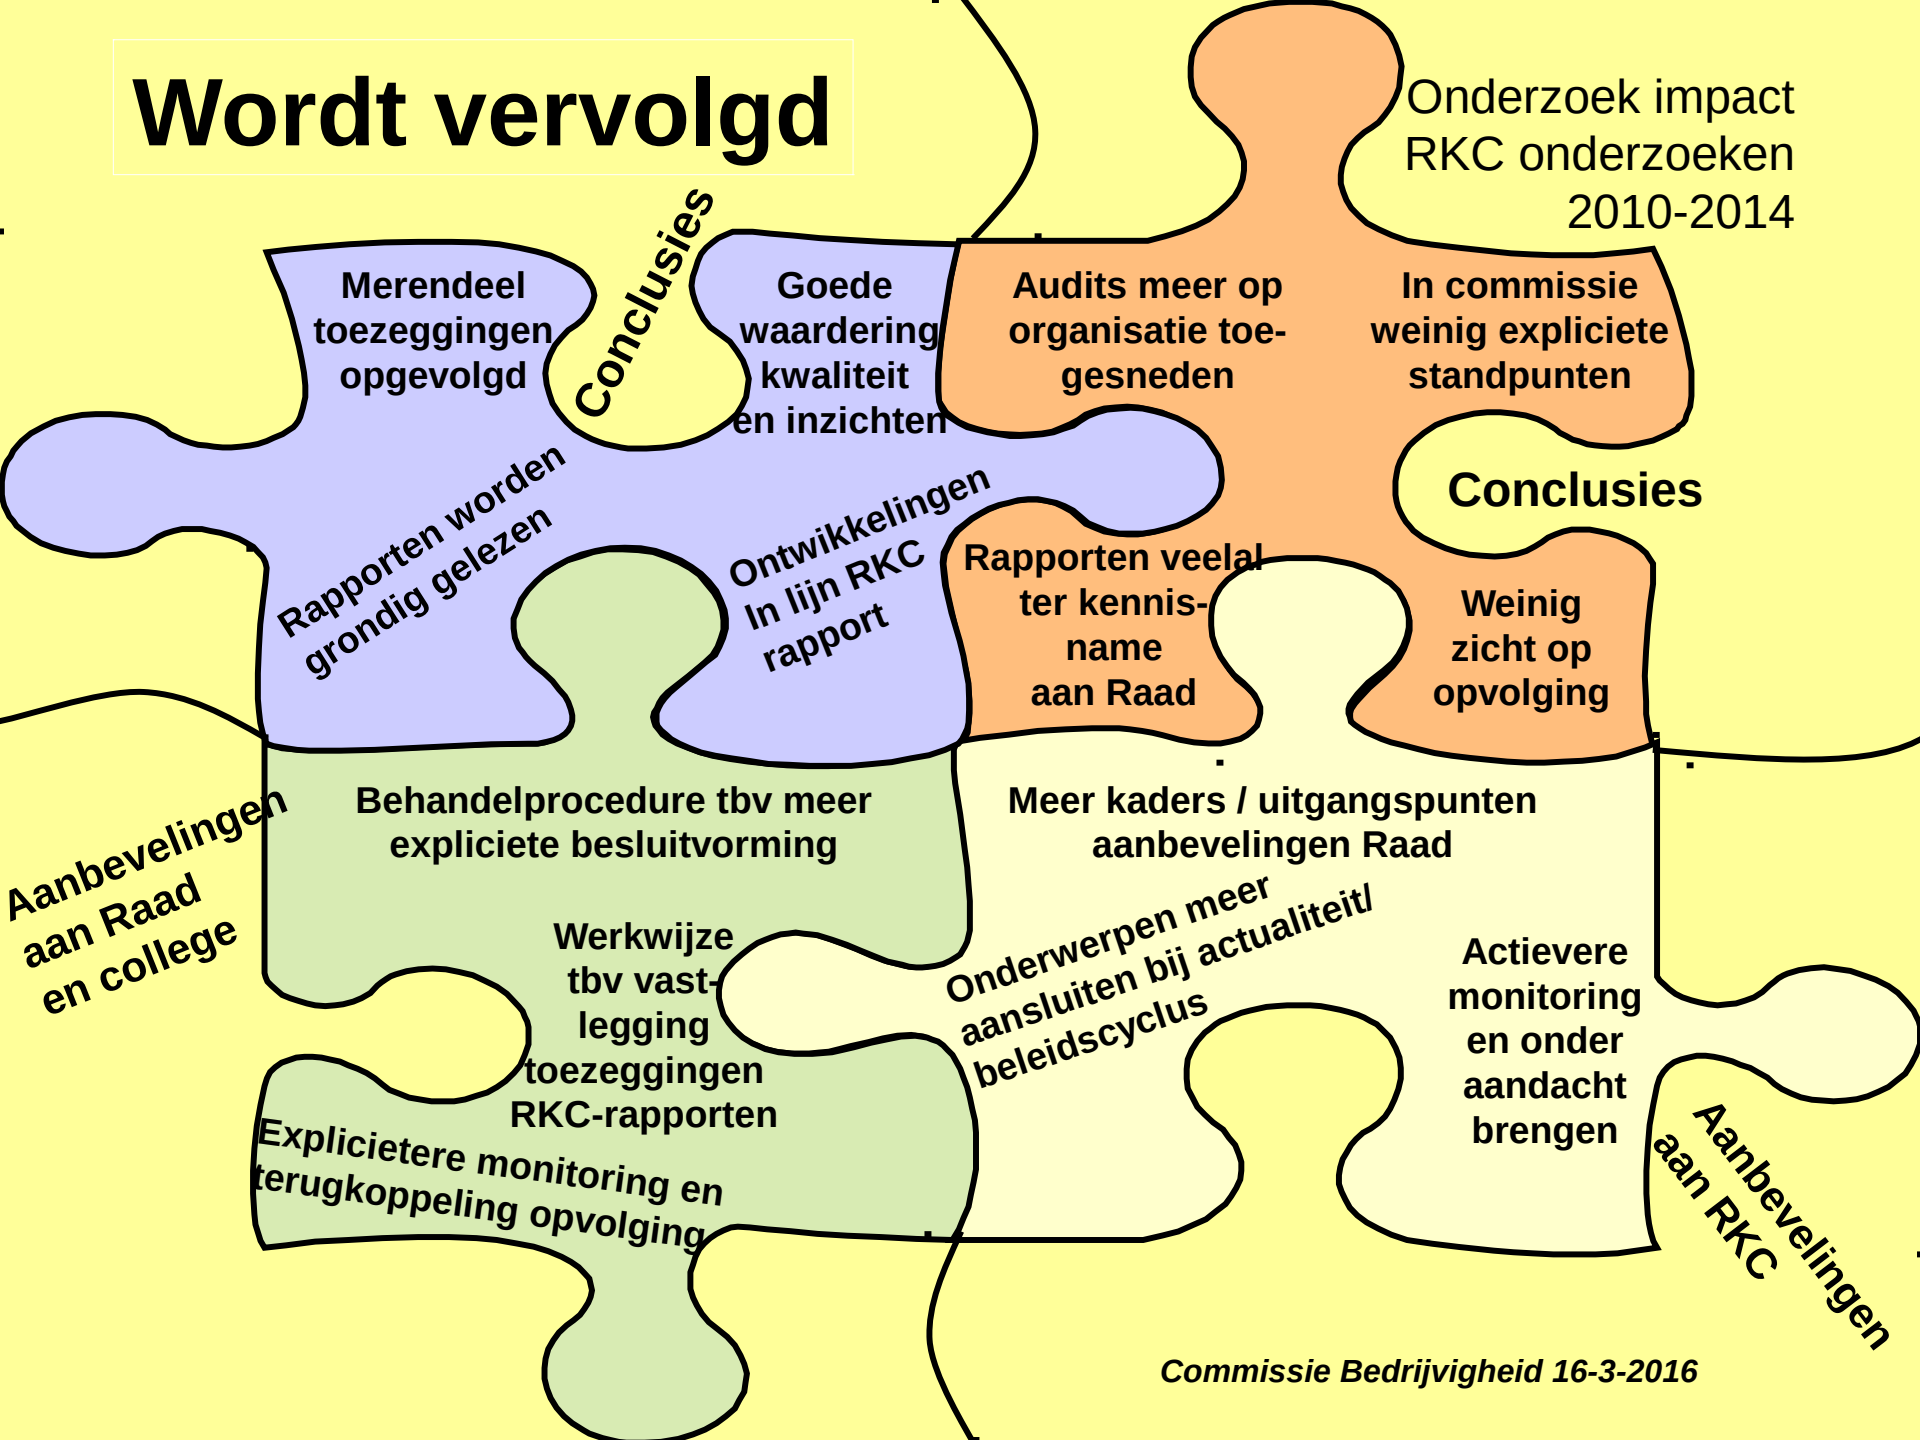 Wordt vervolgd
Onderzoek impact
RKC onderzoeken
2010-2014
Conclusies
Merendeel
toezeggingen
opgevolgd
Goede
waardering
kwaliteit
en inzichten
Rapporten worden
grondig gelezen
Ontwikkelingen
In lijn RKC
rapport
Audits meer op
organisatie toe-
gesneden
In commissie
weinig expliciete
standpunten
Conclusies
Rapporten veelal
ter kennis-
name
aan Raad
Weinig
zicht op
opvolging
Aanbevelingen
aan Raad
en college
Behandelprocedure tbv meer
expliciete besluitvorming
Werkwijze
tbv vast-
legging
toezeggingen
RKC-rapporten
Explicietere monitoring en
terugkoppeling opvolging
Meer kaders / uitgangspunten
aanbevelingen Raad
Onderwerpen meer
aansluiten bij actualiteit/
beleidscyclus
Actievere
monitoring
en onder
aandacht
brengen
Aanbevelingen
aan RKC
Commissie Bedrijvigheid 16-3-2016